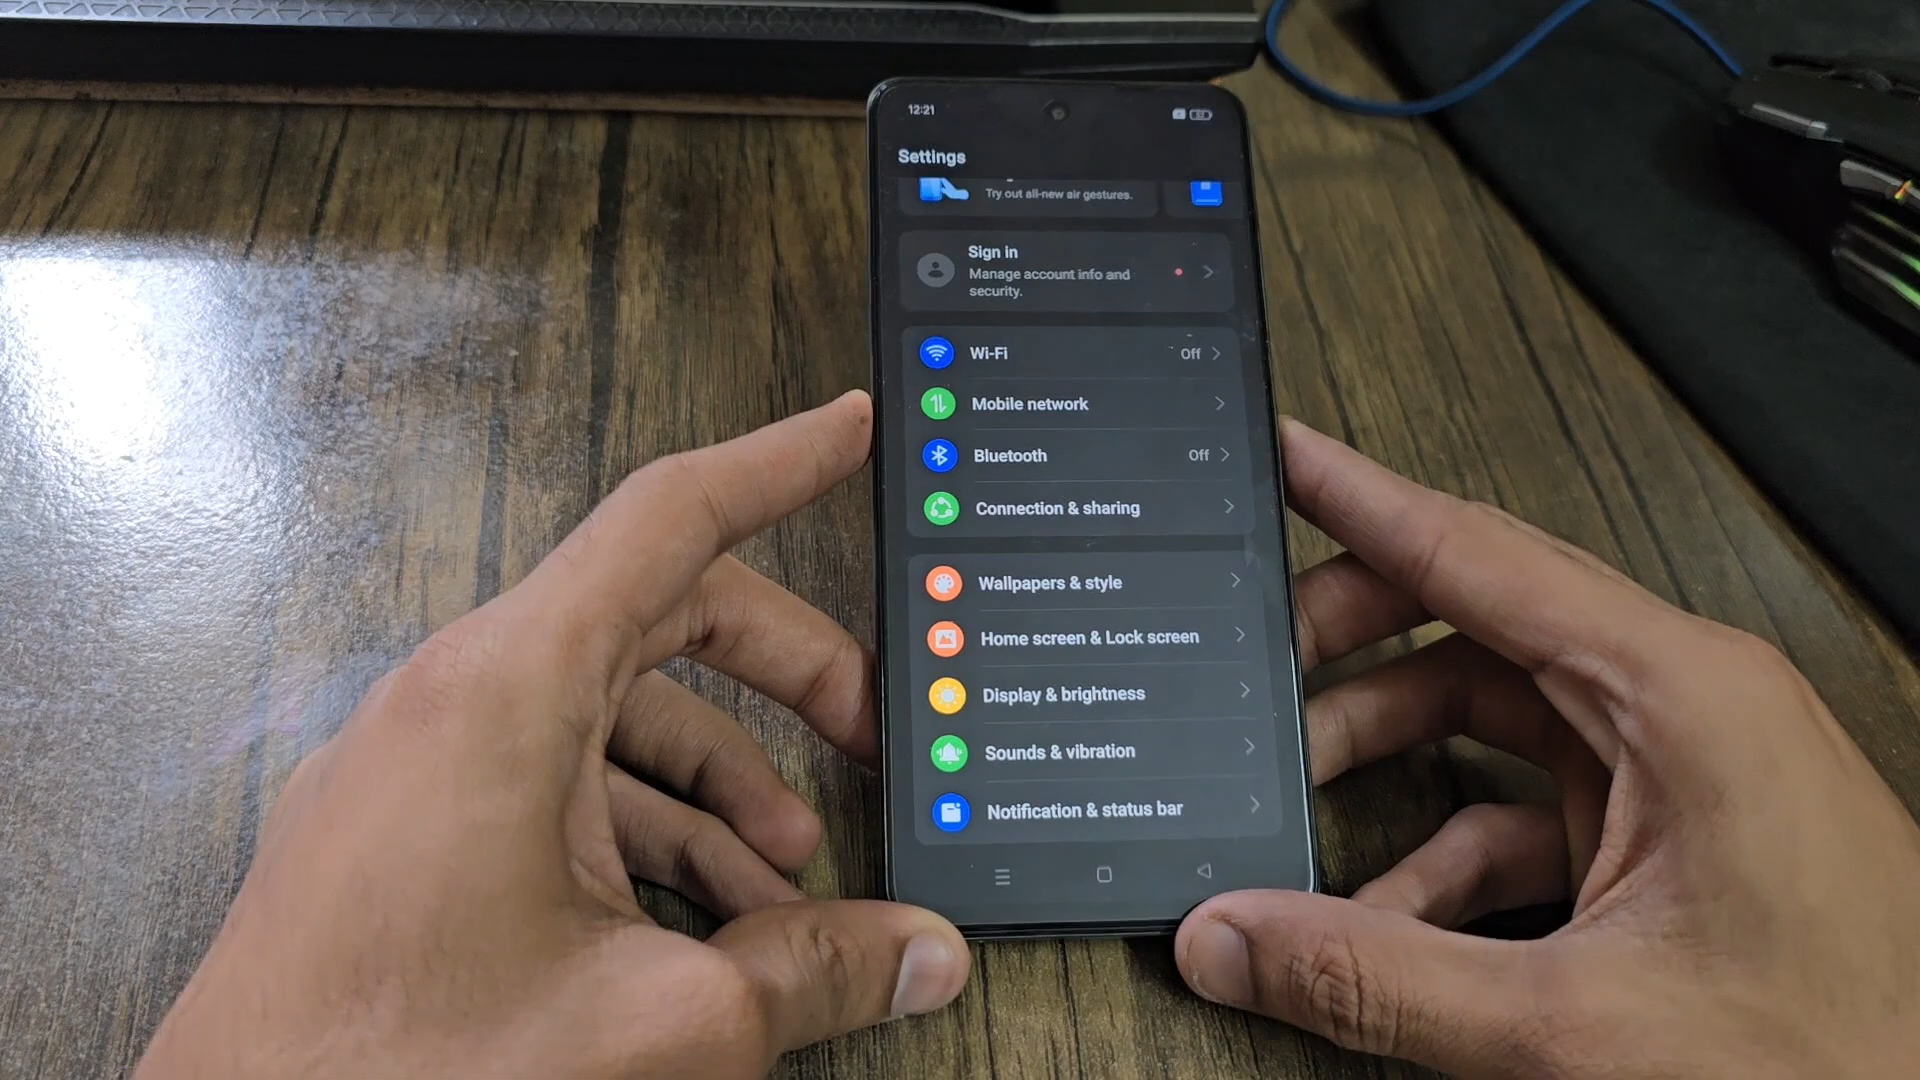 12:21
Settings
Try out all-new air gestures.
Sign in
Manage account info and
security.
Wi-Fi
Off
Mobile network
Bluetooth
Off
Connection & sharing
Wallpapers & style
Home screen & Lock screen
Display & brightness
Sounds & vibration
Notification & status bar